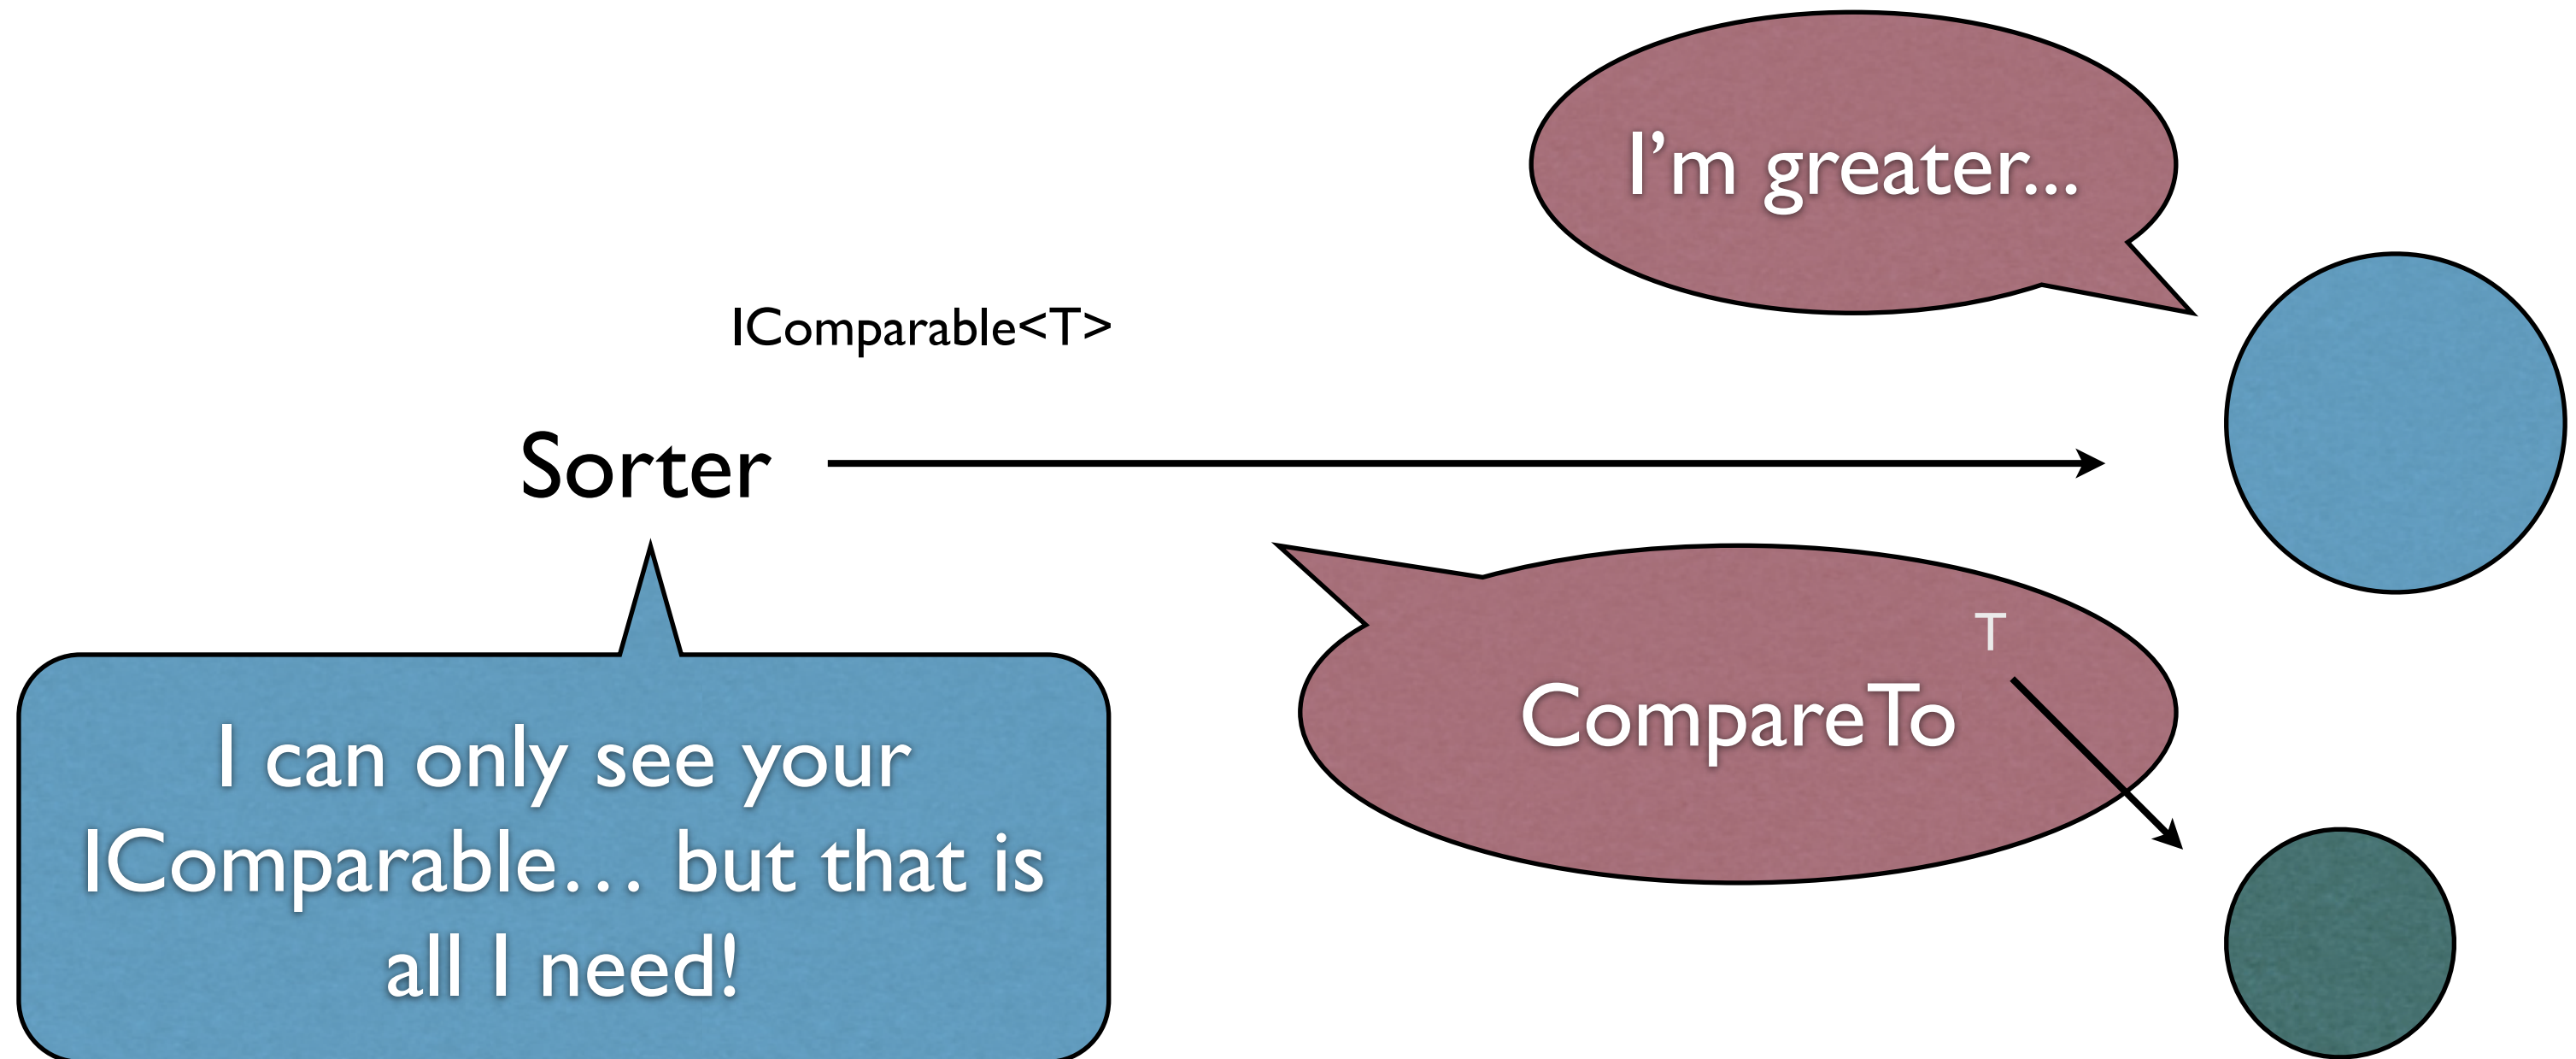 I’m greater...
IComparable<T>
Sorter
T
CompareTo
I can only see your
IComparable… but that is
all I need!